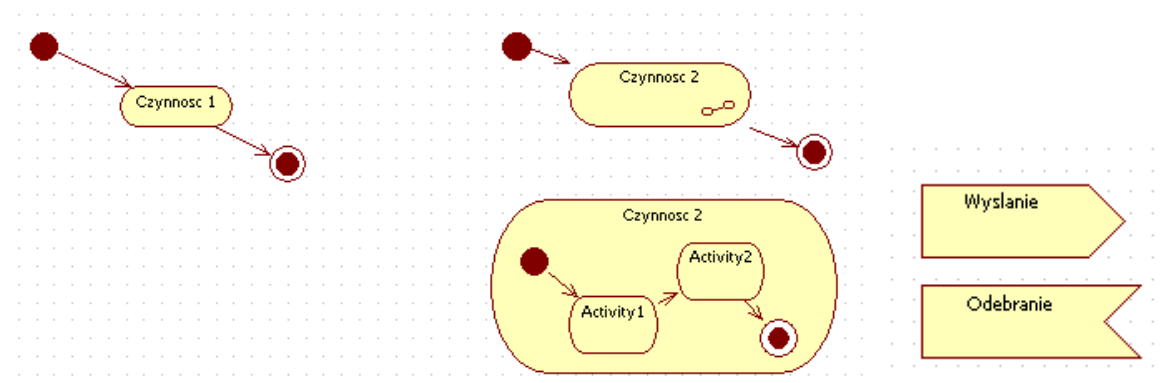 Czynnosc 1
Czynnosc 2
Czynnosc 2
Activity1
Activity2
Wyslanie
Odebranie